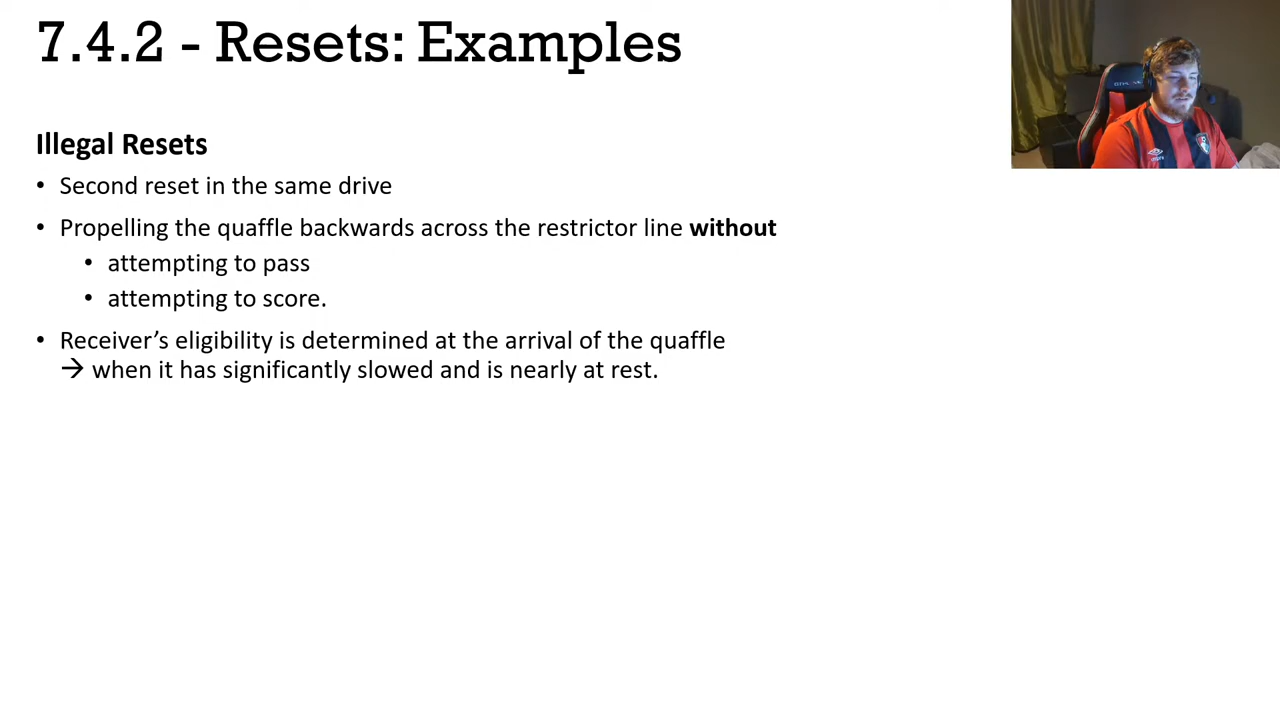 7.4.2 - Resets: Examples
Illegal Resets
• Second reset in the same drive
• Propelling the quaffle backwards across the restrictor line without
• attempting to pass
• attempting to score.
• Receiver’s eligibility is determined at the arrival of the quaffle
→ when it has significantly slowed and is nearly at rest.